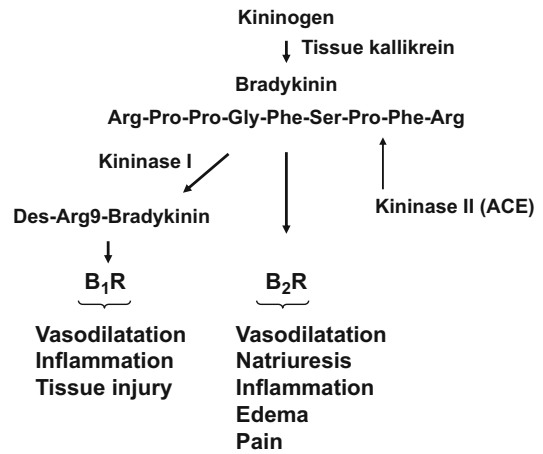 Kininogen
Tissue kallikrein
Bradykinin
Arg-Pro-Pro-Gly-Phe-Ser-Pro-Phe-Arg
Kininase I
Kininase II (ACE)
Des-Arg9-Bradykinin
B1R
B2R
Vasodilatation
Inflammation
Tissue injury
Vasodilatation
Natriuresis
Inflammation
Edema
Pain